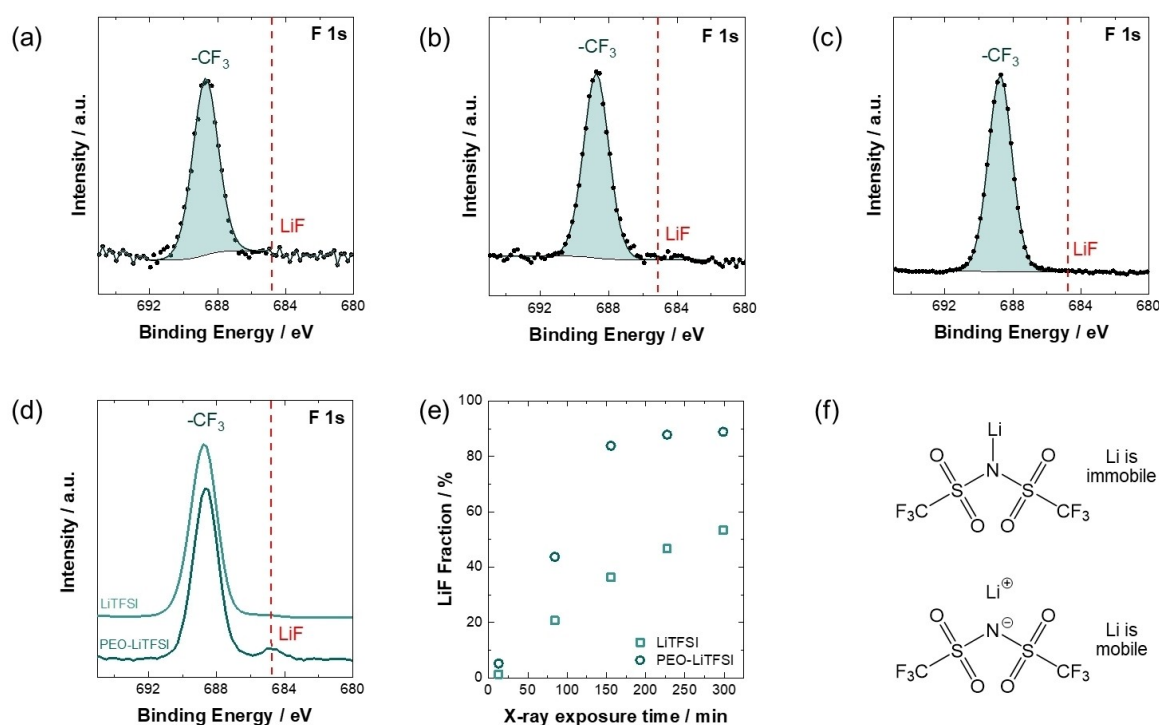 (a)
F 1s
-CF₃
LiF
Intensity / a.u.
692 688 684 680
Binding Energy / eV
(b)
F 1s
-CF₃
LiF
Intensity / a.u.
692 688 684 680
Binding Energy / eV
(c)
F 1s
-CF₃
LiF
Intensity / a.u.
692 688 684 680
Binding Energy / eV
(d)
F 1s
-CF₃
LiTFSI
LiF
PEO-LiTFSI
Intensity / a.u.
692 688 684 680
Binding Energy / eV
(e)
100
80
60
40
20
0
LiF Fraction / %
LiTFSI
PEO-LiTFSI
0 50 100 150 200 250 300
X-ray exposure time / min
(f)
Li
O O
S N S
F₃C O O CF₃
Li is
immobile
Li⊕
O O
S N⊖ S
F₃C O O CF₃
Li is
mobile